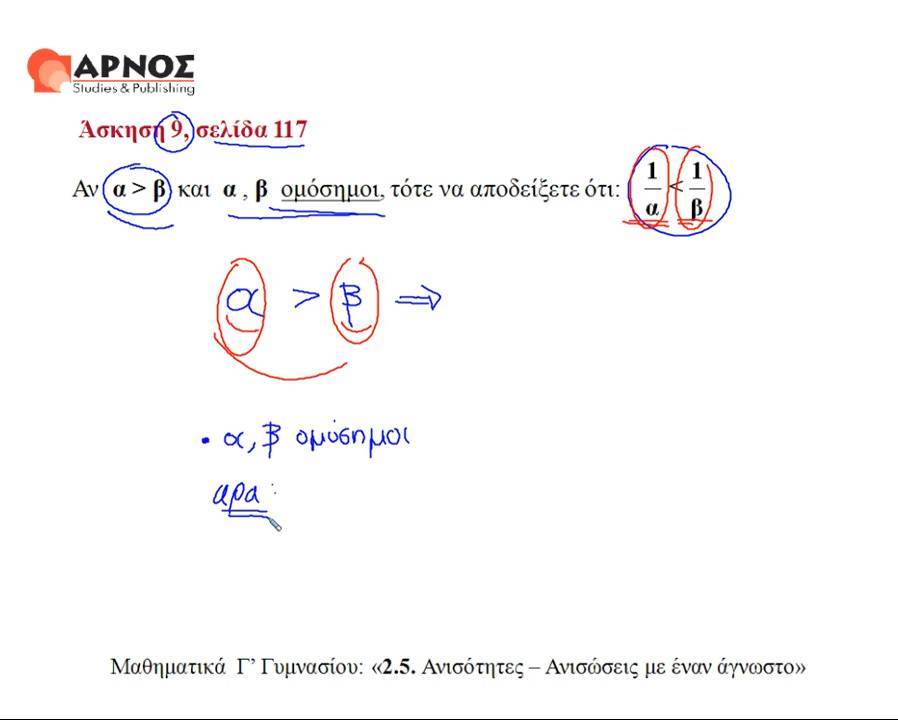 ΑΡΝΟΣ
Studies & Publishing
Άσκηση 9, σελίδα 117
Αν α > β και α , β ομόσημοι, τότε να αποδείξετε ότι: 1/α < 1/β
α > β ⇒
• α, β ομόσημοι
αρα :
Μαθηματικά Γ’ Γυμνασίου: «2.5. Ανισότητες – Ανισώσεις με έναν άγνωστο»